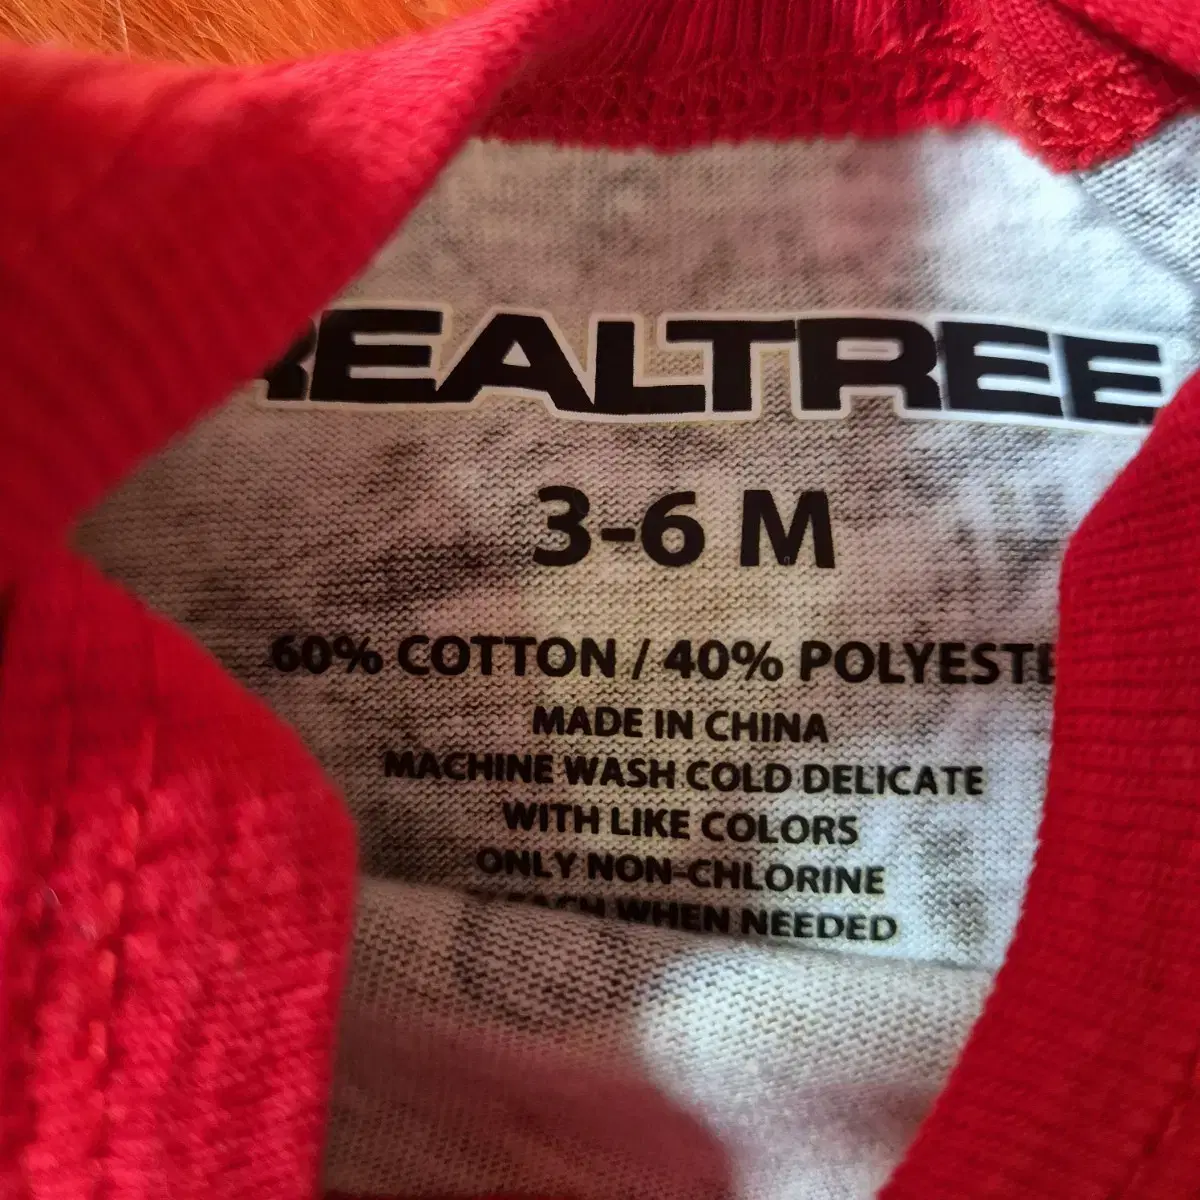 REALTREE
3-6 M
60% COTTON / 40% POLYESTE
MADE IN CHINA
MACHINE WASH COLD DELICATE
WITH LIKE COLORS
ONLY NON-CHLORINE
WHEN NEEDED